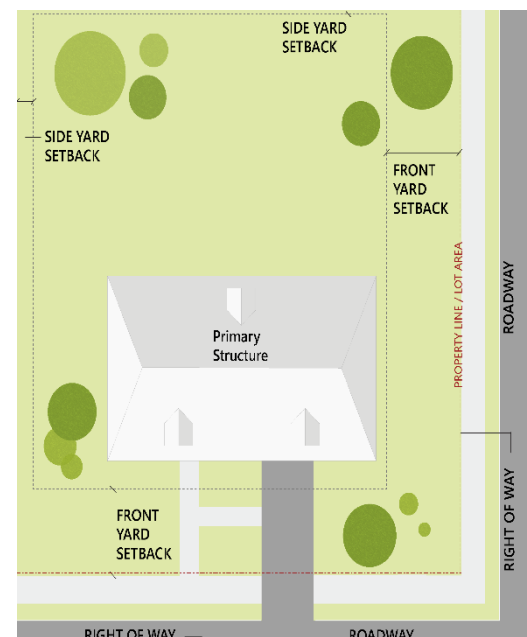 SIDE YARD
SETBACK
SIDE YARD
SETBACK
FRONT
YARD
SETBACK
PROPERTY LINE / LOT AREA
ROADWAY
Primary
Structure
FRONT
YARD
SETBACK
RIGHT OF WAY
RIGHT OF WAY
ROADWAY